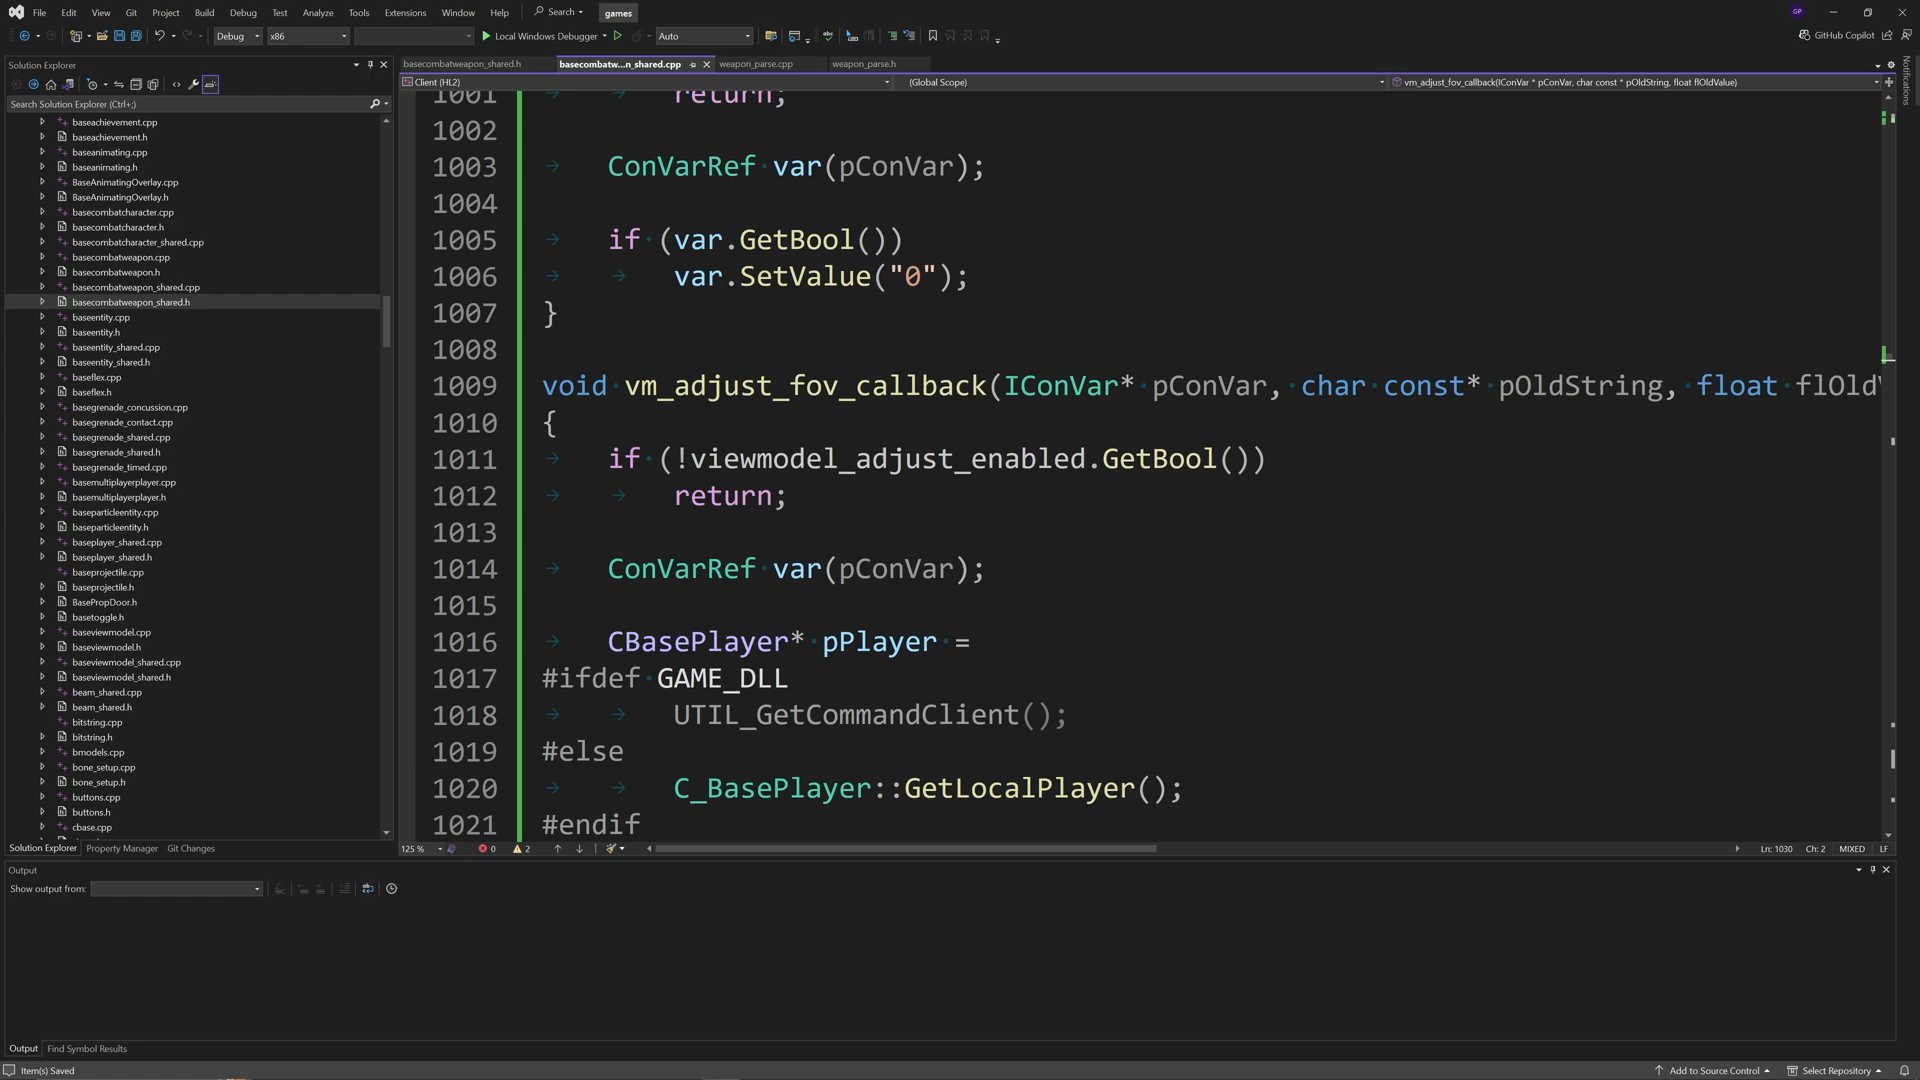 File Edit View Git Project Build Debug Test Analyze Tools Extensions Window Help Search games GP
Debug x86 Local Windows Debugger Auto GitHub Copilot
Solution Explorer
Search Solution Explorer (Ctrl+;)
baseachievement.cpp
baseachievement.h
baseanimating.cpp
baseanimating.h
BaseAnimatingOverlay.cpp
BaseAnimatingOverlay.h
basecombatcharacter.cpp
basecombatcharacter.h
basecombatcharacter_shared.cpp
basecombatweapon.cpp
basecombatweapon.h
basecombatweapon_shared.cpp
basecombatweapon_shared.h
baseentity.cpp
baseentity.h
baseentity_shared.cpp
baseentity_shared.h
baseflex.cpp
baseflex.h
basegrenade_concussion.cpp
basegrenade_contact.cpp
basegrenade_shared.cpp
basegrenade_shared.h
basegrenade_timed.cpp
basemultiplayerplayer.cpp
basemultiplayerplayer.h
baseparticleentity.cpp
baseparticleentity.h
baseplayer_shared.cpp
baseplayer_shared.h
baseprojectile.cpp
baseprojectile.h
BasePropDoor.h
basetoggle.h
baseviewmodel.cpp
baseviewmodel.h
baseviewmodel_shared.cpp
baseviewmodel_shared.h
beam_shared.cpp
beam_shared.h
bitstring.cpp
bitstring.h
bmodels.cpp
bone_setup.cpp
bone_setup.h
buttons.cpp
buttons.h
cbase.cpp
Solution Explorer Property Manager Git Changes
basecombatweapon_shared.h basecombatw...n_shared.cpp weapon_parse.cpp weapon_parse.h
Client (HL2) (Global Scope) vm_adjust_fov_callback(IConVar * pConVar, char const * pOldString, float flOldValue)
1001 return;
1002
1003 ConVarRef var(pConVar);
1004
1005 if (var.GetBool())
1006 var.SetValue("0");
1007 }
1008
1009 void vm_adjust_fov_callback(IConVar* pConVar, char const* pOldString, float flOld
1010 {
1011 if (!viewmodel_adjust_enabled.GetBool())
1012 return;
1013
1014 ConVarRef var(pConVar);
1015
1016 CBasePlayer* pPlayer =
1017 #ifdef GAME_DLL
1018 UTIL_GetCommandClient();
1019 #else
1020 C_BasePlayer::GetLocalPlayer();
1021 #endif
125 % 0 2 Ln: 1030 Ch: 2 MIXED LF
Notifications
Output
Show output from:
Output Find Symbol Results
Item(s) Saved Add to Source Control Select Repository